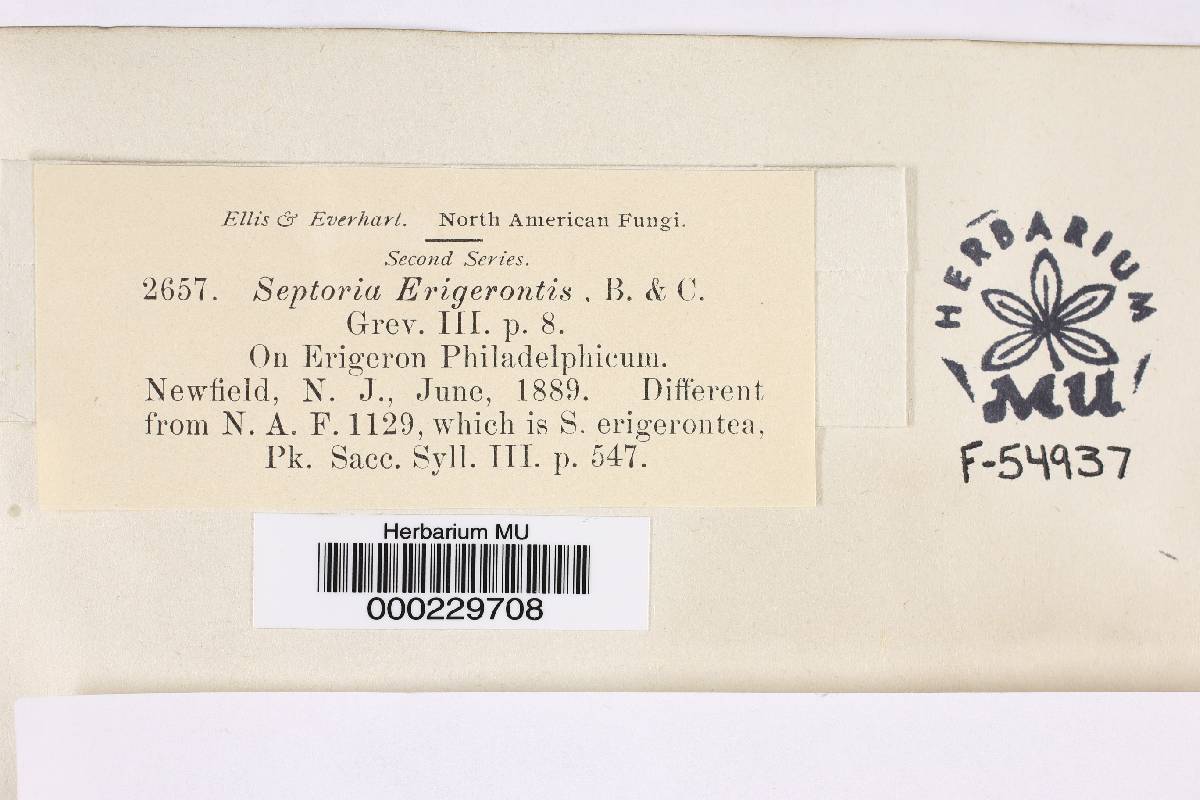 Ellis & Everhart. North American Fungi.
Second Series.
2657. Septoria Erigerontis, B. & C.
Grev. III. p. 8.
On Erigeron Philadelphicum.
Newfield, N. J., June, 1889. Different
from N. A. F. 1129, which is S. erigerontea,
Pk. Sacc. Syll. III. p. 547.
HERBARIUM
MU
F-54937
Herbarium MU
000229708